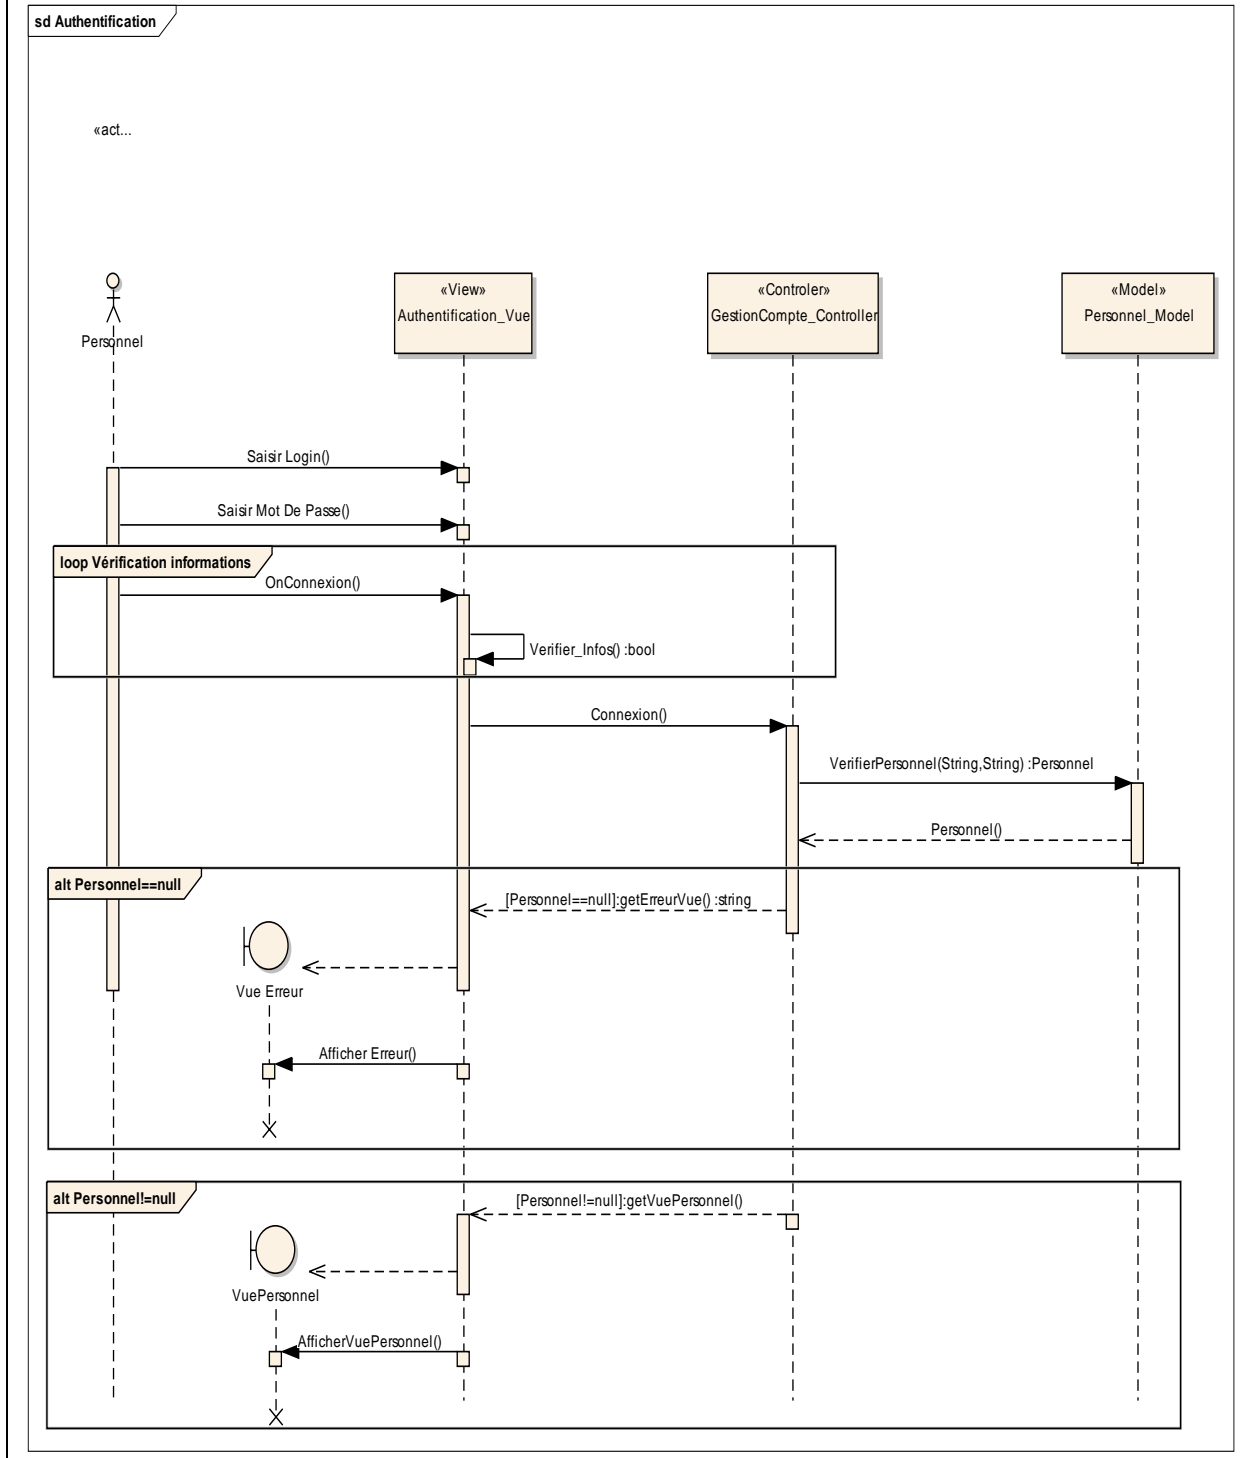 sd Authentification
«act...
Personnel
«View»
Authentification_Vue
«Controler»
GestionCompte_Controller
«Model»
Personnel_Model
Saisir Login()
Saisir Mot De Passe()
loop Vérification informations
OnConnexion()
Verifier_Infos() :bool
Connexion()
VerifierPersonnel(String,String) :Personnel
Personnel()
alt Personnel==null
[Personnel==null]:getErreurVue() :string
Vue Erreur
Afficher Erreur()
alt Personnel!=null
[Personnel!=null]:getVuePersonnel()
VuePersonnel
AfficherVuePersonnel()